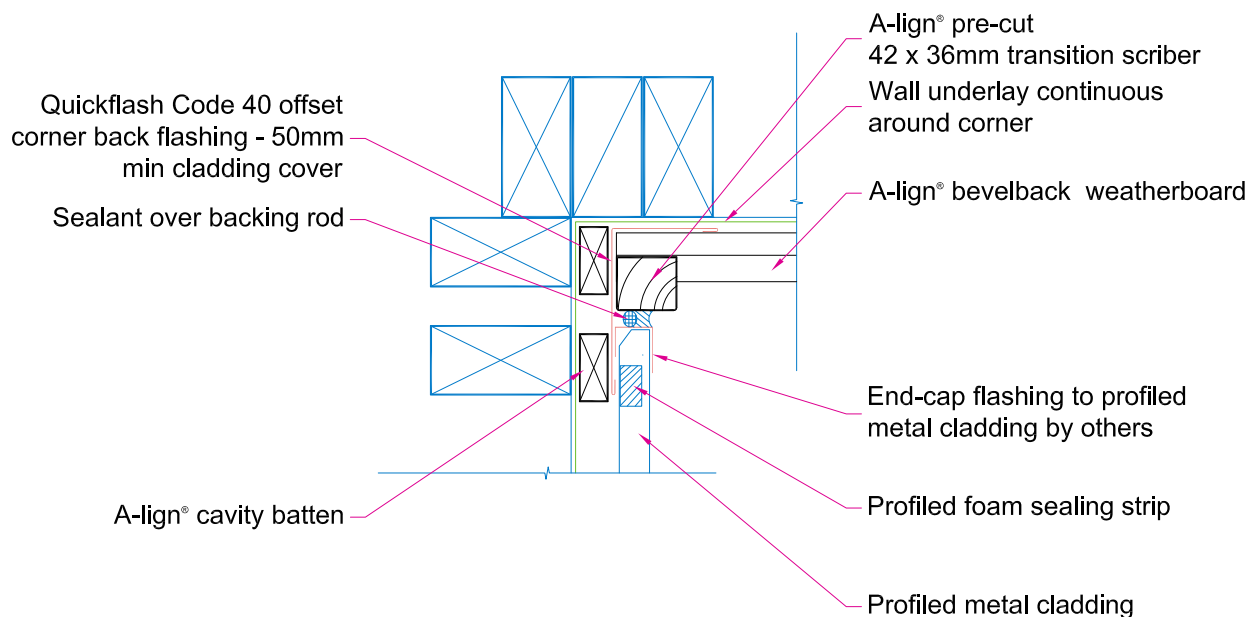 Quickflash Code 40 offset
corner back flashing - 50mm
min cladding cover
Sealant over backing rod
A-lign® cavity batten
A-lign® pre-cut
42 x 36mm transition scriber
Wall underlay continuous
around corner
A-lign® bevelback weatherboard
End-cap flashing to profiled
metal cladding by others
Profiled foam sealing strip
Profiled metal cladding